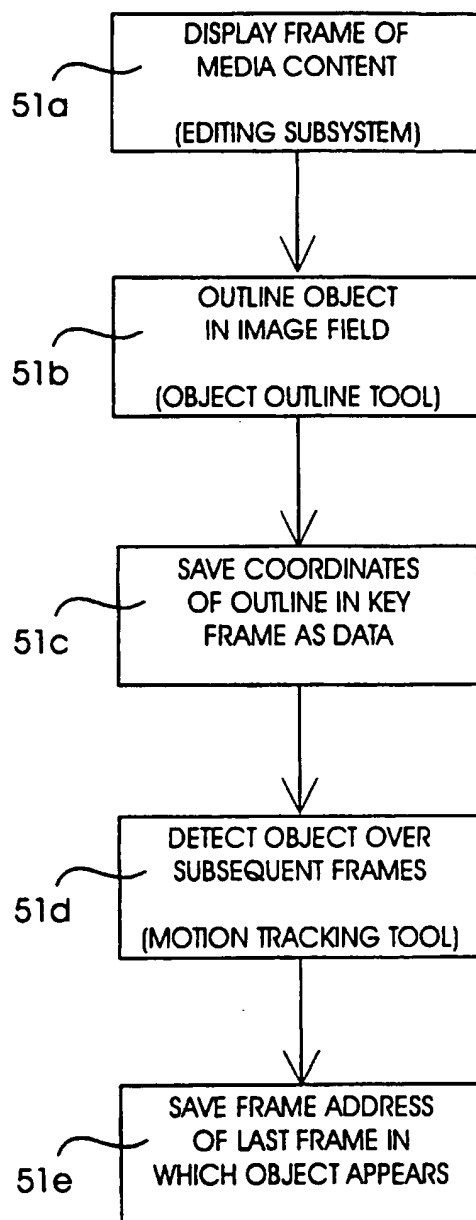 DISPLAY FRAME OF
MEDIA CONTENT
51a
(EDITING SUBSYSTEM)
OUTLINE OBJECT
IN IMAGE FIELD
51b
(OBJECT OUTLINE TOOL)
SAVE COORDINATES
OF OUTLINE IN KEY
FRAME AS DATA
51c
DETECT OBJECT OVER
SUBSEQUENT FRAMES
51d
(MOTION TRACKING TOOL)
SAVE FRAME ADDRESS
OF LAST FRAME IN
WHICH OBJECT APPEARS
51e